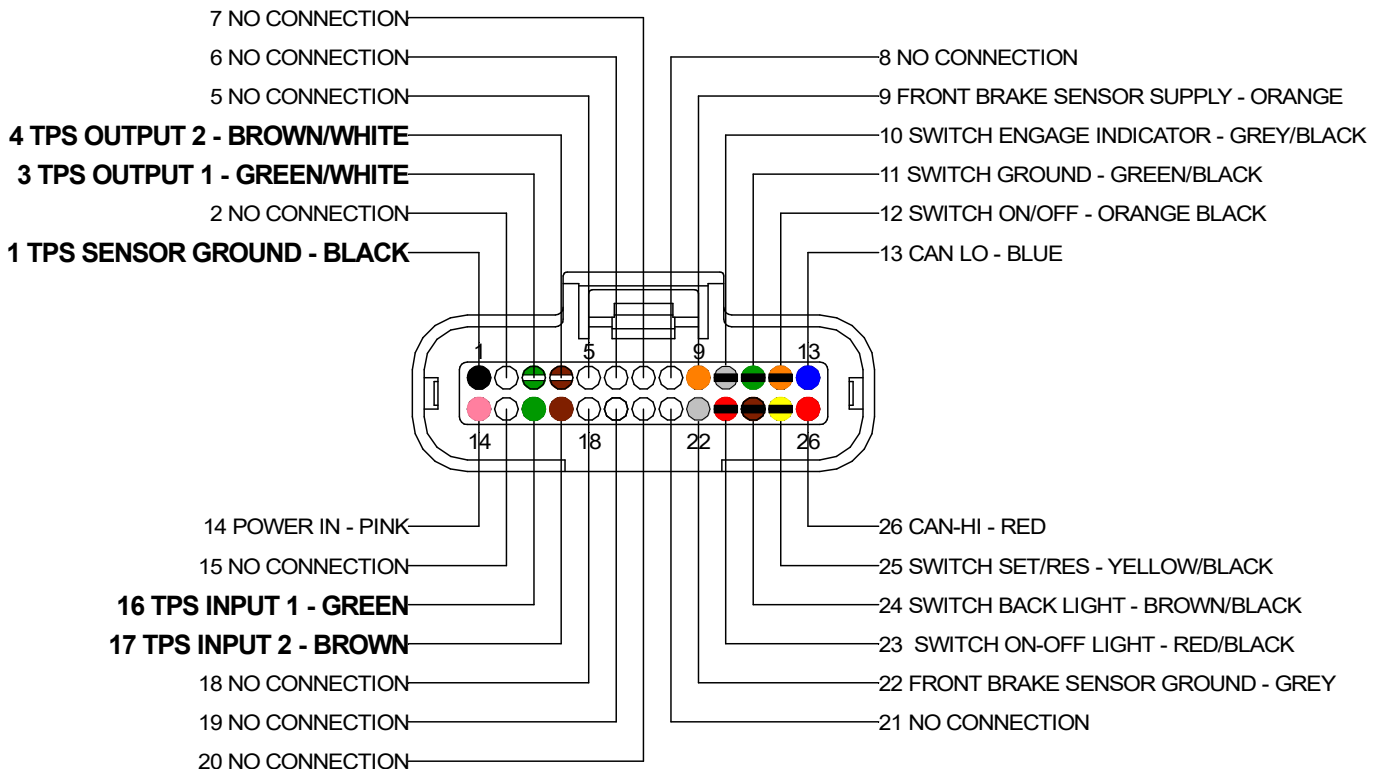 7 NO CONNECTION
6 NO CONNECTION
5 NO CONNECTION
4 TPS OUTPUT 2 - BROWN/WHITE
3 TPS OUTPUT 1 - GREEN/WHITE
2 NO CONNECTION
1 TPS SENSOR GROUND - BLACK
8 NO CONNECTION
9 FRONT BRAKE SENSOR SUPPLY - ORANGE
10 SWITCH ENGAGE INDICATOR - GREY/BLACK
11 SWITCH GROUND - GREEN/BLACK
12 SWITCH ON/OFF - ORANGE BLACK
13 CAN LO - BLUE
1 5 9 13
14 18 22 26
14 POWER IN - PINK
15 NO CONNECTION
16 TPS INPUT 1 - GREEN
17 TPS INPUT 2 - BROWN
18 NO CONNECTION
19 NO CONNECTION
20 NO CONNECTION
26 CAN-HI - RED
25 SWITCH SET/RES - YELLOW/BLACK
24 SWITCH BACK LIGHT - BROWN/BLACK
23 SWITCH ON-OFF LIGHT - RED/BLACK
22 FRONT BRAKE SENSOR GROUND - GREY
21 NO CONNECTION